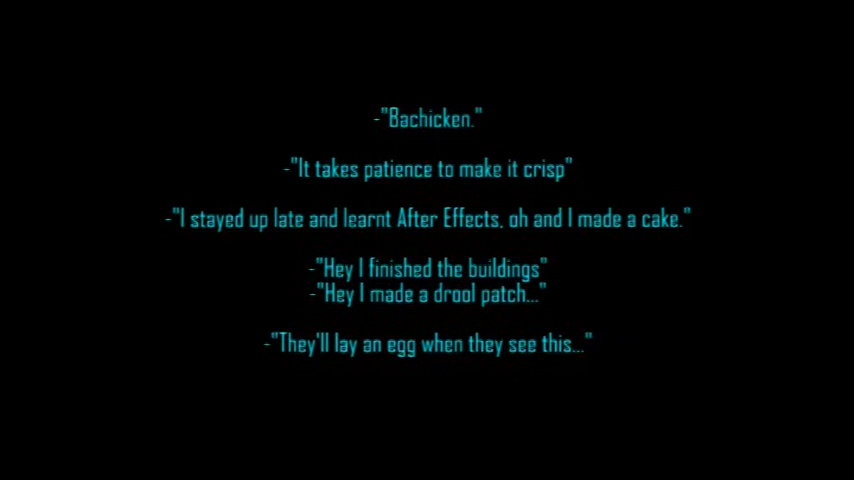 -"Bachicken."
-"It takes patience to make it crisp"
-"I stayed up late and learnt After Effects, oh and I made a cake."
-"Hey I finished the buildings"
-"Hey I made a drool patch..."
-"They'll lay an egg when they see this..."